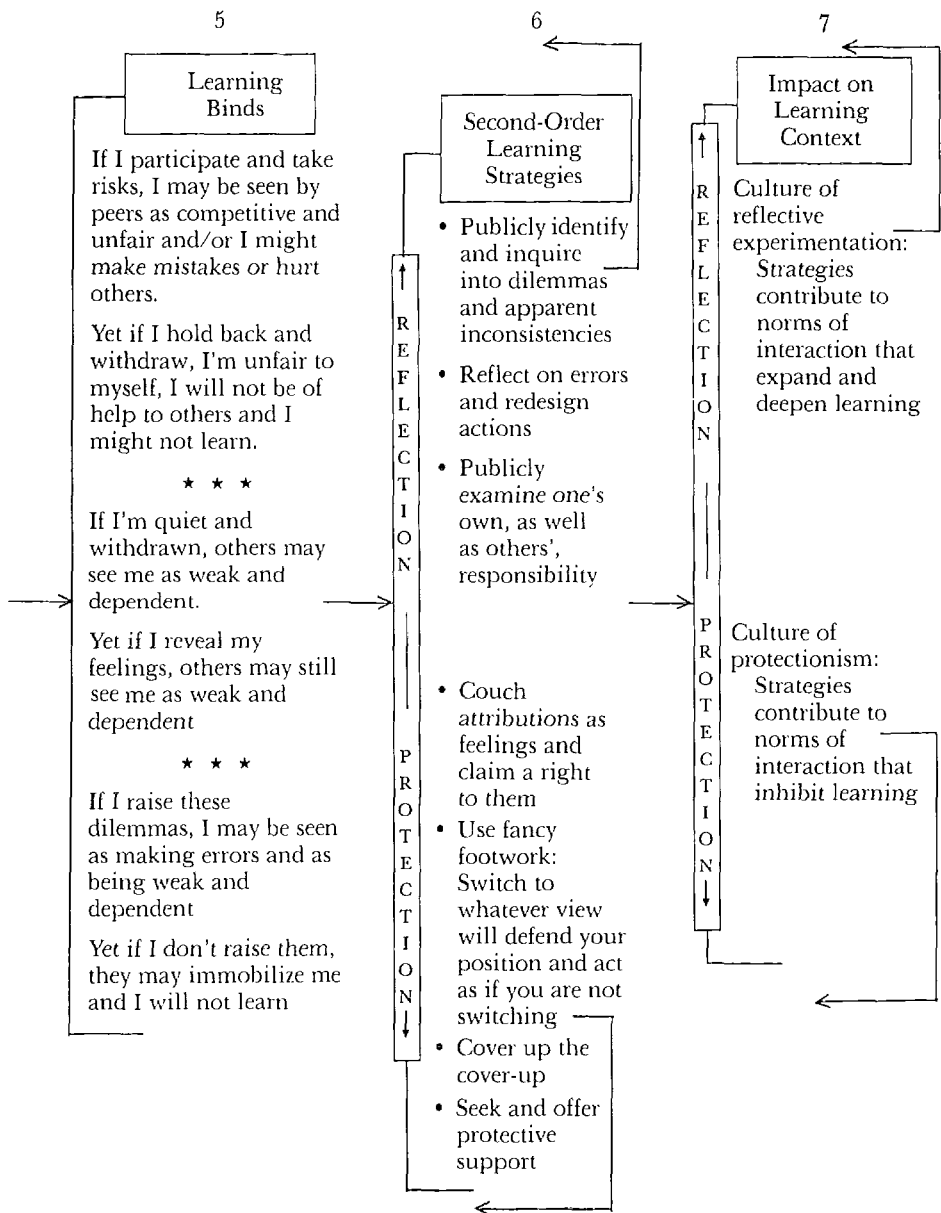 5
Learning
Binds
If I participate and take
risks, I may be seen by
peers as competitive and
unfair and/or I might
make mistakes or hurt
others.
Yet if I hold back and
withdraw, I'm unfair to
myself, I will not be of
help to others and I
might not learn.
★ ★ ★
If I'm quiet and
withdrawn, others may
see me as weak and
dependent.
Yet if I reveal my
feelings, others may still
see me as weak and
dependent
★ ★ ★
If I raise these
dilemmas, I may be seen
as making errors and as
being weak and
dependent
Yet if I don't raise them,
they may immobilize me
and I will not learn
6
Second-Order
Learning
Strategies
REFLECTION
PROTECTION
• Publicly identify
and inquire
into dilemmas
and apparent
inconsistencies
• Reflect on errors
and redesign
actions
• Publicly
examine one's
own, as well
as others',
responsibility
• Couch
attributions as
feelings and
claim a right
to them
• Use fancy
footwork:
Switch to
whatever view
will defend your
position and act
as if you are not
switching
• Cover up the
cover-up
• Seek and offer
protective
support
7
Impact on
Learning
Context
REFLECTION
PROTECTION
Culture of
reflective
experimentation:
Strategies
contribute to
norms of
interaction that
expand and
deepen learning
Culture of
protectionism:
Strategies
contribute to
norms of
interaction that
inhibit learning